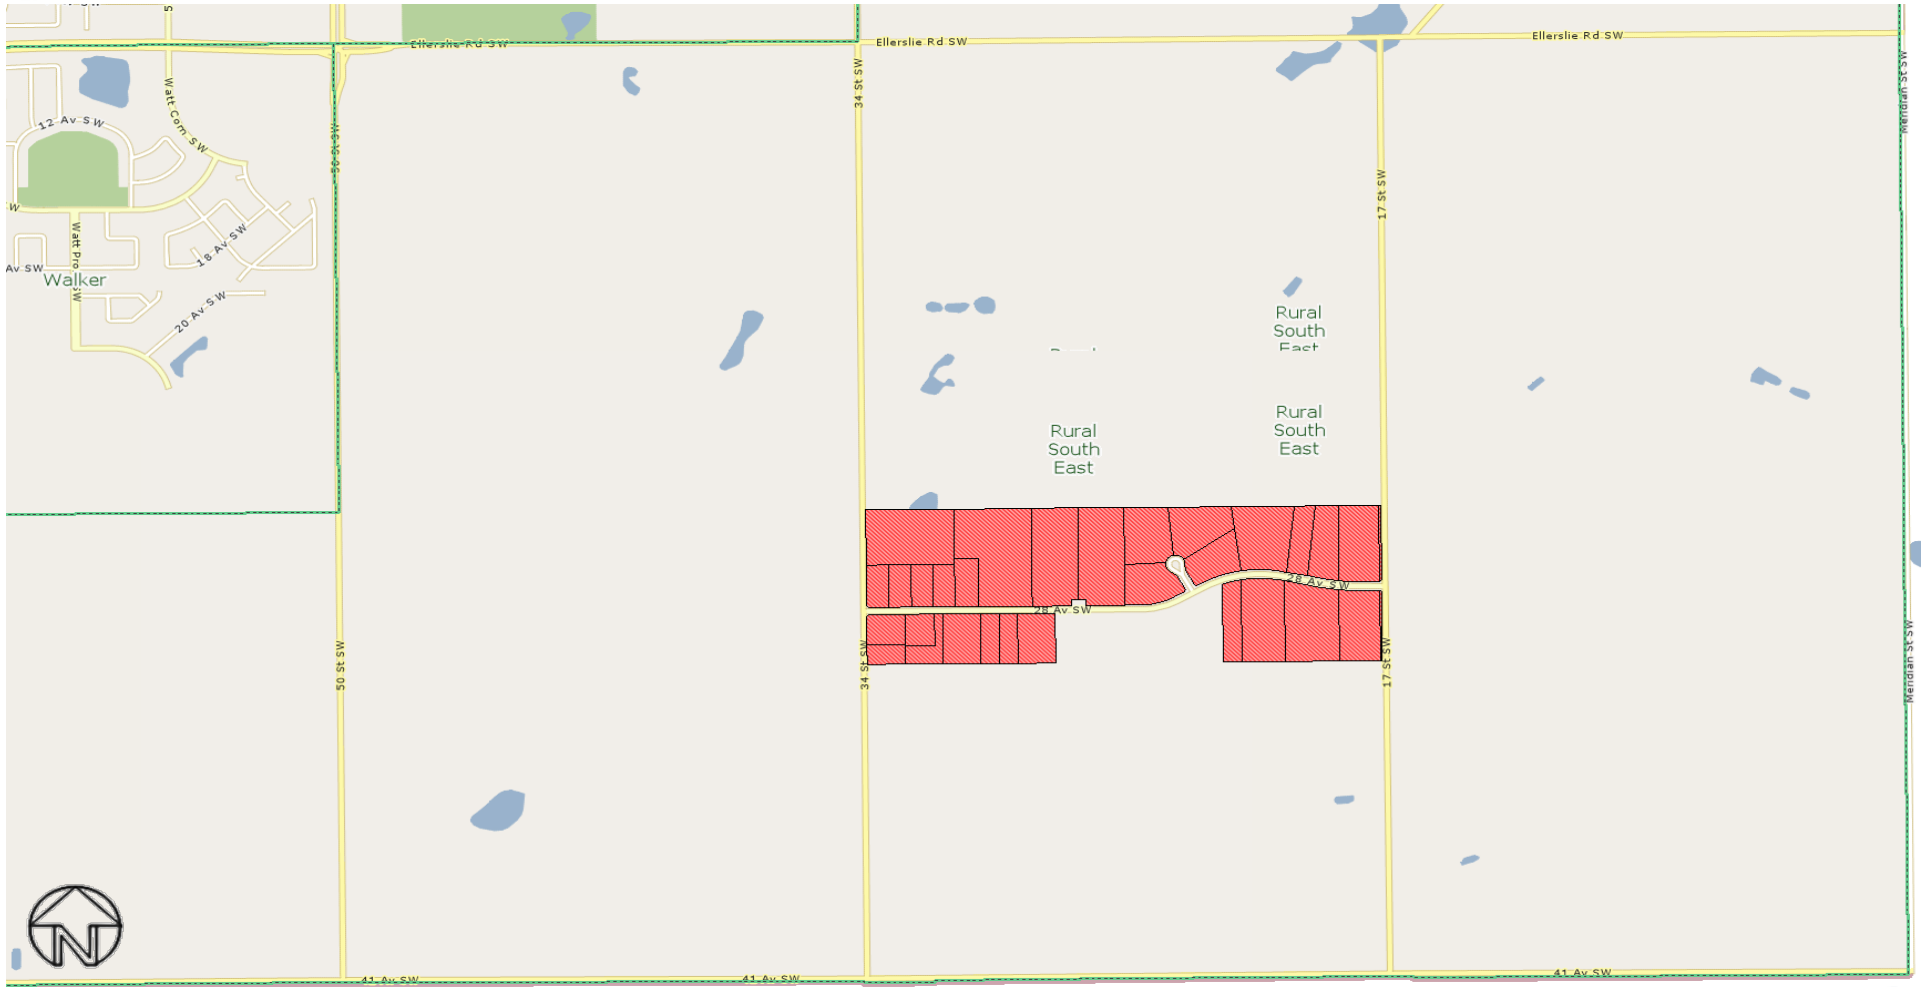 Ellerslie Rd SW
Ellerslie Rd SW
Ellerslie Rd SW
34 St SW
50 St SW
Meridian St SW
Watt Com SW
12 Av SW
17 St SW
W
Watt Pro
SW
18 Av SW
Av SW
Walker
20 Av SW
Rural
South
East
Rural
South
East
Rural
South
East
28 Av SW
28 Av SW
50 St SW
34 St SW
17 St SW
Meridian St SW
N
41 Av SW
41 Av SW
41 Av SW